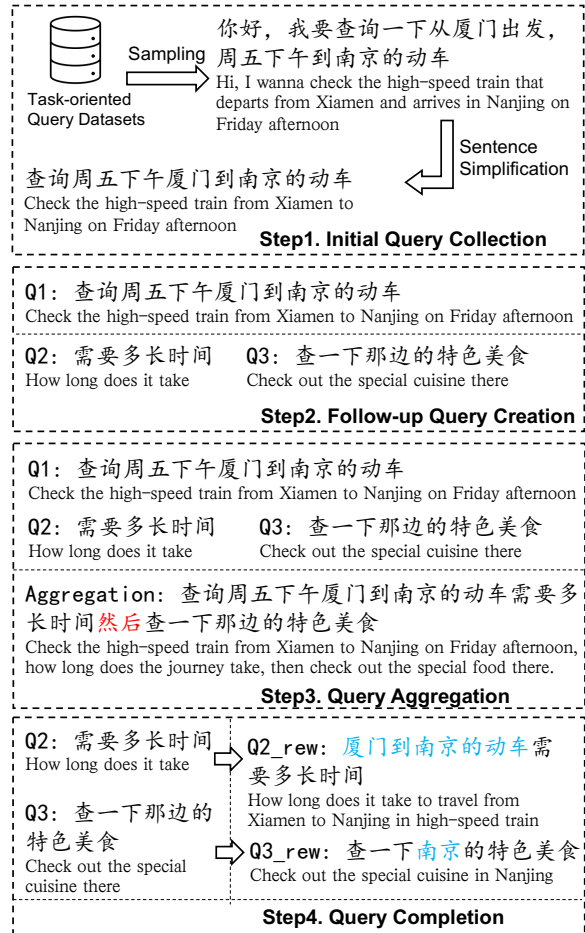 Task-oriented
Query Datasets
Sampling
你好，我要查询一下从厦门出发，
周五下午到南京的动车
Hi, I wanna check the high-speed train that
departs from Xiamen and arrives in Nanjing on
Friday afternoon
Sentence
Simplification
查询周五下午厦门到南京的动车
Check the high-speed train from Xiamen to
Nanjing on Friday afternoon
Step1. Initial Query Collection
Q1: 查询周五下午厦门到南京的动车
Check the high-speed train from Xiamen to Nanjing on Friday afternoon
Q2: 需要多长时间
How long does it take
Q3: 查一下那边的特色美食
Check out the special cuisine there
Step2. Follow-up Query Creation
Q1: 查询周五下午厦门到南京的动车
Check the high-speed train from Xiamen to Nanjing on Friday afternoon
Q2: 需要多长时间
How long does it take
Q3: 查一下那边的特色美食
Check out the special cuisine there
Aggregation: 查询周五下午厦门到南京的动车需要多
长时间然后查一下那边的特色美食
Check the high-speed train from Xiamen to Nanjing on Friday afternoon,
how long does the journey take, then check out the special food there.
Step3. Query Aggregation
Q2: 需要多长时间
How long does it take
Q2_rew: 厦门到南京的动车需
要多长时间
How long does it take to travel from
Xiamen to Nanjing in high-speed train
Q3: 查一下那边的
特色美食
Check out the special
cuisine there
Q3_rew: 查一下南京的特色美食
Check out the special cuisine in Nanjing
Step4. Query Completion